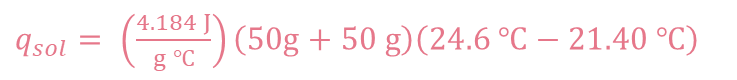 q_sol = (4.184 J / g °C) (50g + 50 g)(24.6 °C − 21.40 °C)